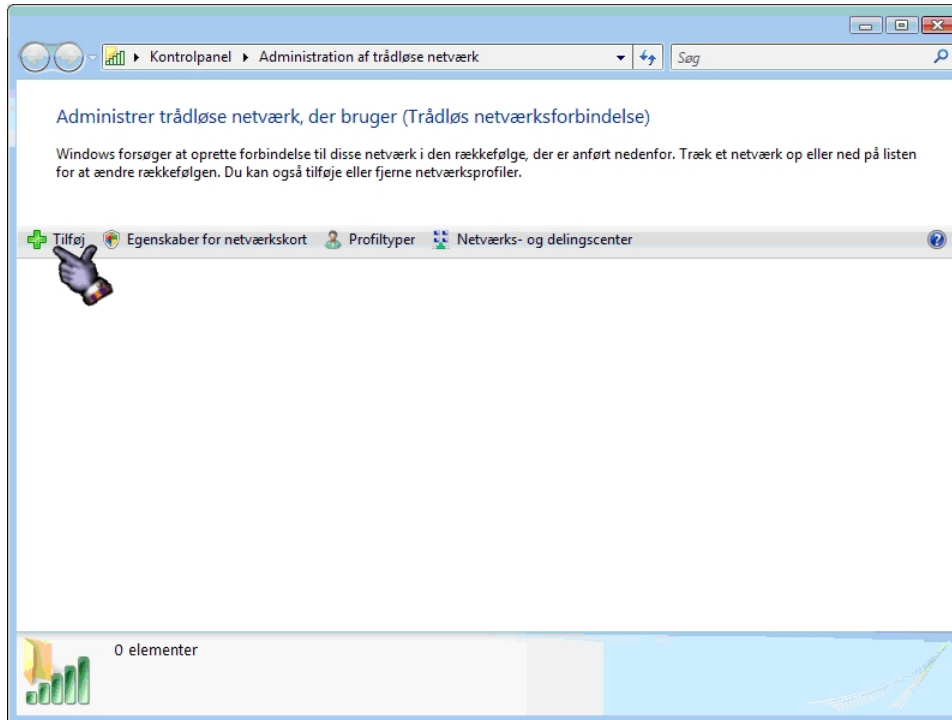 Kontrolpanel Administration af trådløse netværk Søg
Administrer trådløse netværk, der bruger (Trådløs netværksforbindelse)
Windows forsøger at oprette forbindelse til disse netværk i den rækkefølge, der er anført nedenfor. Træk et netværk op eller ned på listen
for at ændre rækkefølgen. Du kan også tilføje eller fjerne netværksprofiler.
Tilføj Egenskaber for netværkskort Profiltyper Netværks- og delingscenter
0 elementer